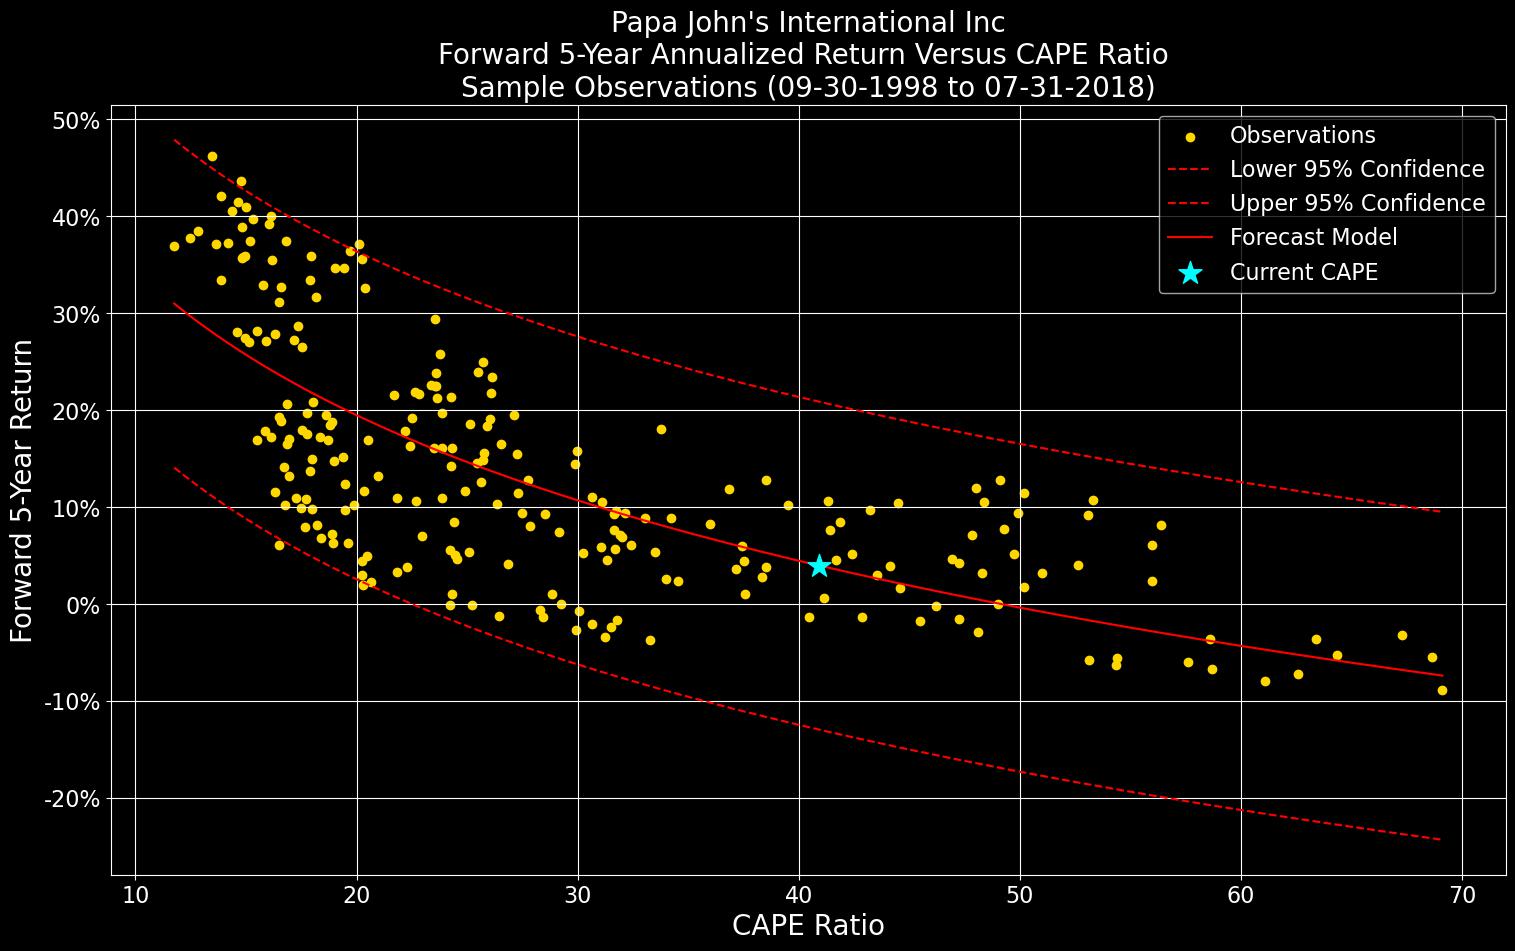 Papa John's International Inc
Forward 5-Year Annualized Return Versus CAPE Ratio
Sample Observations (09-30-1998 to 07-31-2018)
Observations
Lower 95% Confidence
Upper 95% Confidence
Forecast Model
Current CAPE
Forward 5-Year Return
50%
40%
30%
20%
10%
0%
-10%
-20%
10 20 30 40 50 60 70
CAPE Ratio